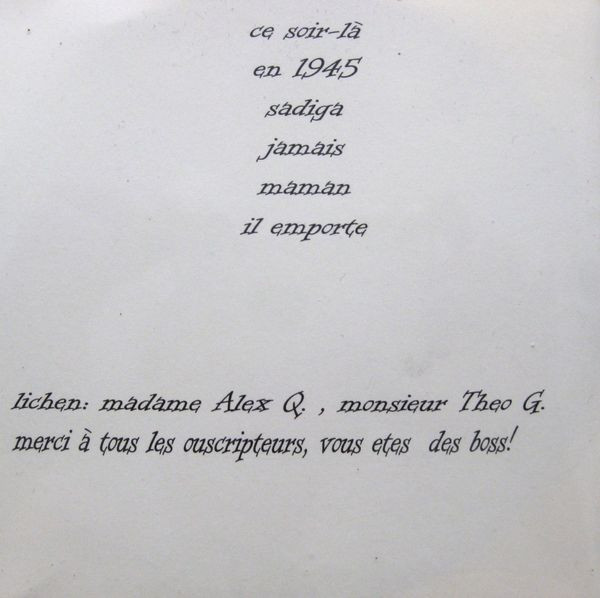 ce soir-là
en 1945
sadiga
jamais
maman
il emporte
lichen: madame Alex Q. , monsieur Theo G.
merci à tous les ouscripteurs, vous etes des boss!